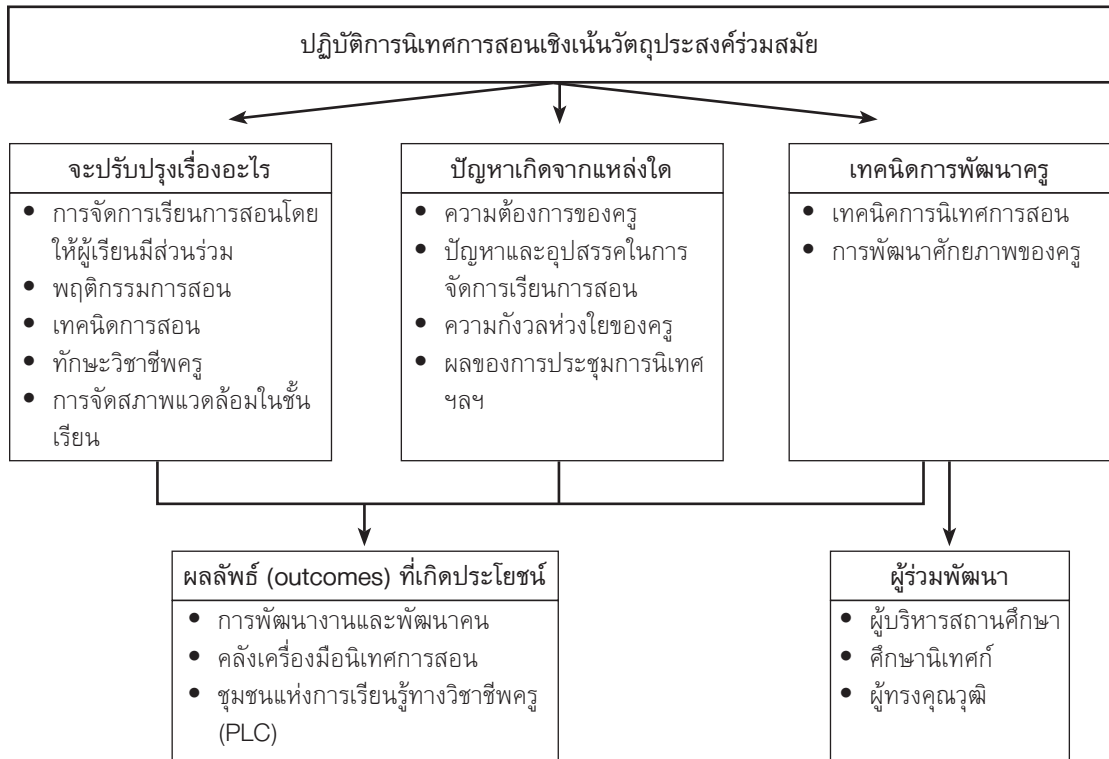 ปฏิบัติการนิเทศการสอนเชิงเน้นวัตถุประสงค์ร่วมสมัย
จะปรับปรุงเรื่องอะไร
• การจัดการเรียนการสอนโดย
ให้ผู้เรียนมีส่วนร่วม
• พฤติกรรมการสอน
• เทคนิดการสอน
• ทักษะวิชาชีพครู
• การจัดสภาพแวดล้อมในชั้น
เรียน
ปัญหาเกิดจากแหล่งใด
• ความต้องการของครู
• ปัญหาและอุปสรรคในการ
จัดการเรียนการสอน
• ความกังวลห่วงใยของครู
• ผลของการประชุมการนิเทศ
ฯลฯ
เทคนิดการพัฒนาครู
• เทคนิคการนิเทศการสอน
• การพัฒนาศักยภาพของครู
ผลลัพธ์ (outcomes) ที่เกิดประโยชน์
• การพัฒนางานและพัฒนาคน
• คลังเครื่องมือนิเทศการสอน
• ชุมชนแห่งการเรียนรู้ทางวิชาชีพครู
(PLC)
ผู้ร่วมพัฒนา
• ผู้บริหารสถานศึกษา
• ศึกษานิเทศก์
• ผู้ทรงคุณวุฒิ